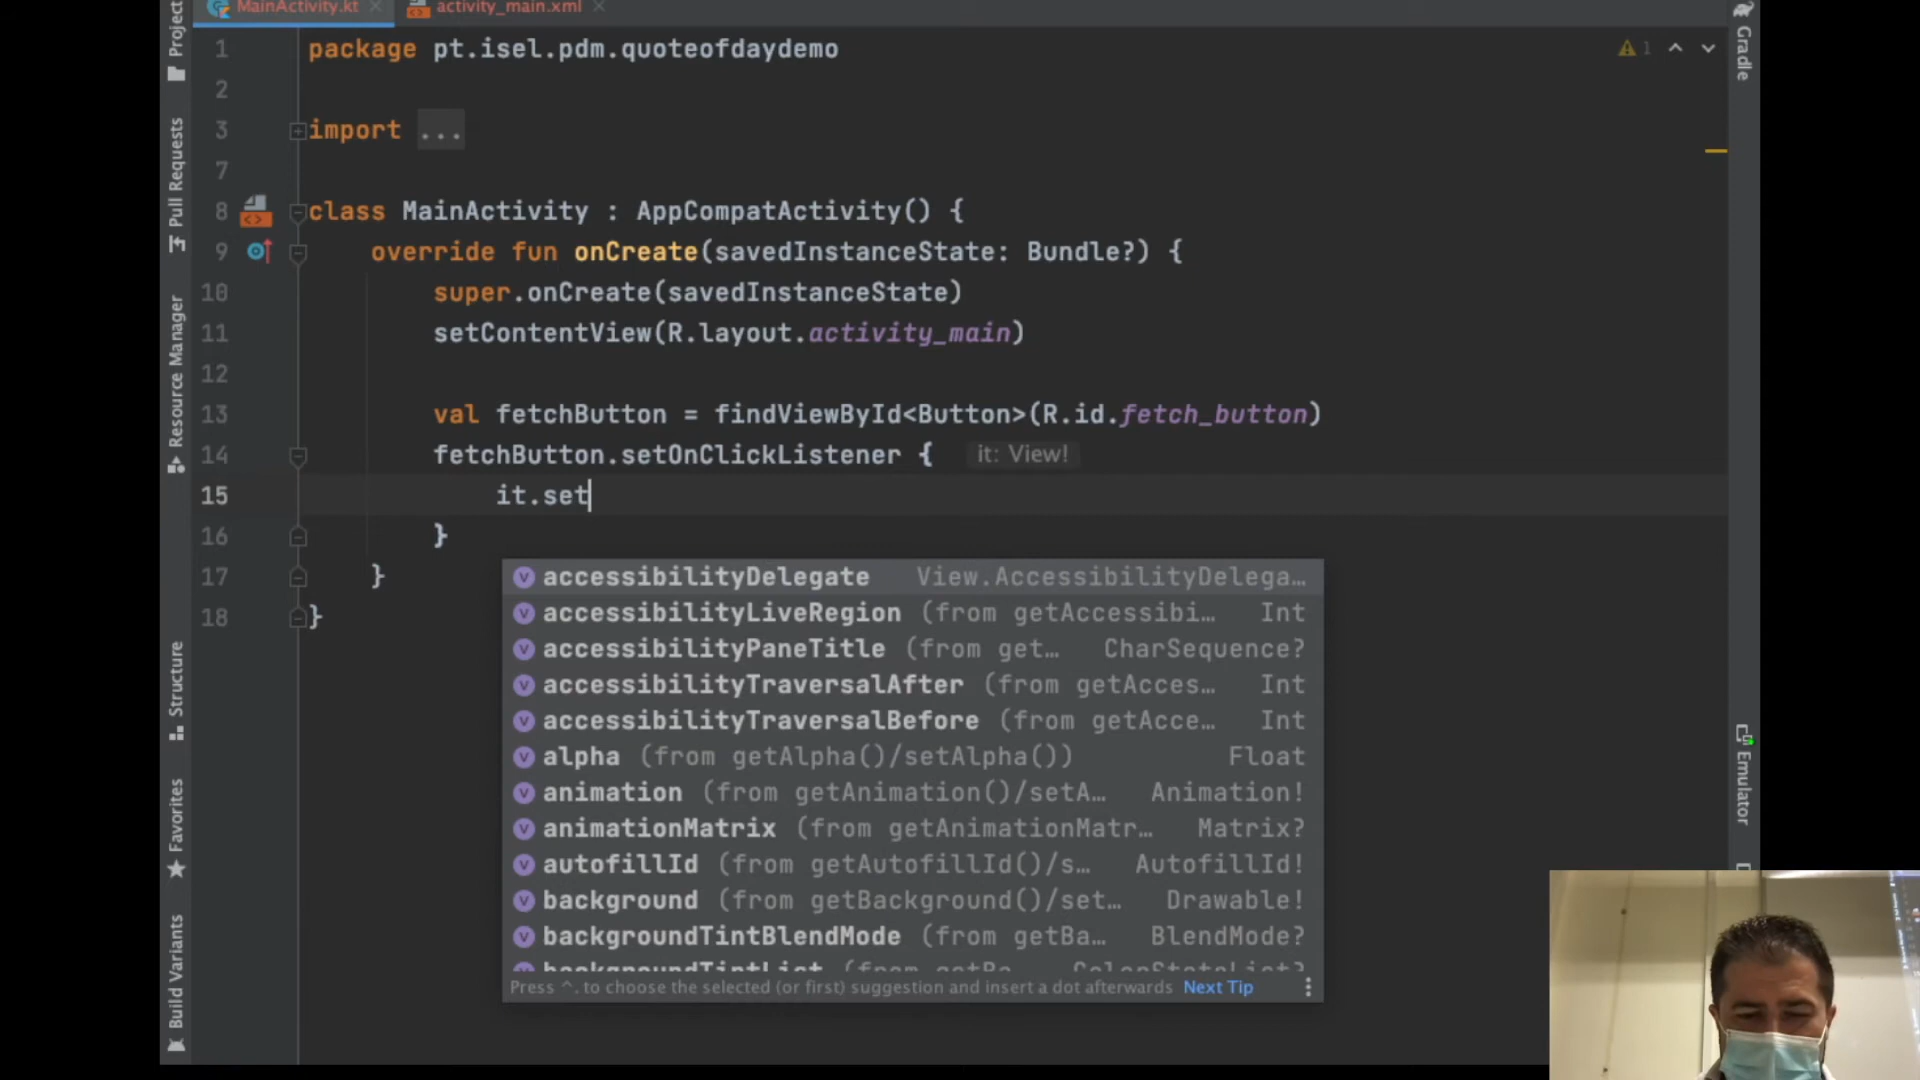 MainActivity.kt
activity_main.xml
Project
Pull Requests
Resource Manager
Structure
Favorites
Build Variants
Gradle
Emulator
1 package pt.isel.pdm.quoteofdaydemo
1
2
3 import ...
7
8 class MainActivity : AppCompatActivity() {
9 override fun onCreate(savedInstanceState: Bundle?) {
10 super.onCreate(savedInstanceState)
11 setContentView(R.layout.activity_main)
12
13 val fetchButton = findViewById<Button>(R.id.fetch_button)
14 fetchButton.setOnClickListener { it: View!
15 it.set
16 }
17 }
18 }
accessibilityDelegate View.AccessibilityDelega…
accessibilityLiveRegion (from getAccessibi… Int
accessibilityPaneTitle (from get… CharSequence?
accessibilityTraversalAfter (from getAcces… Int
accessibilityTraversalBefore (from getAcce… Int
alpha (from getAlpha()/setAlpha()) Float
animation (from getAnimation()/setA… Animation!
animationMatrix (from getAnimationMatr… Matrix?
autofillId (from getAutofillId()/s… AutofillId!
background (from getBackground()/set… Drawable!
backgroundTintBlendMode (from getBa… BlendMode?
backgroundTintList (from getBa… ColorStateList?
Press ^. to choose the selected (or first) suggestion and insert a dot afterwards Next Tip